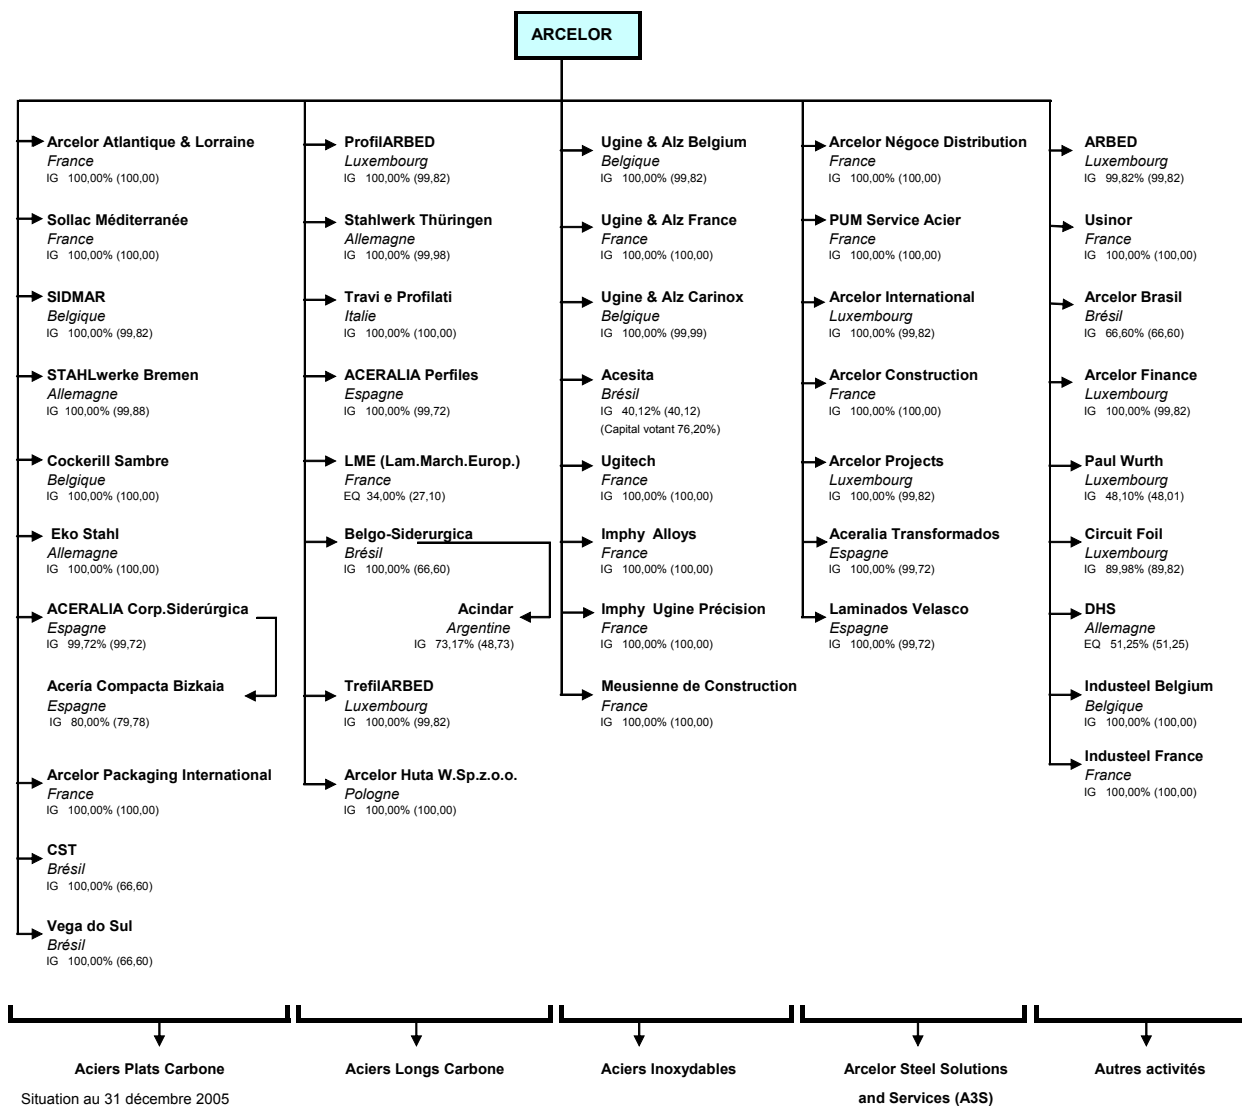 ARCELOR
Arcelor Atlantique & Lorraine
France
IG 100,00% (100,00)
Sollac Méditerranée
France
IG 100,00% (100,00)
SIDMAR
Belgique
IG 100,00% (99,82)
STAHLwerke Bremen
Allemagne
IG 100,00% (99,88)
Cockerill Sambre
Belgique
IG 100,00% (100,00)
Eko Stahl
Allemagne
IG 100,00% (100,00)
ACERALIA Corp.Siderúrgica
Espagne
IG 99,72% (99,72)
Acería Compacta Bizkaia
Espagne
IG 80,00% (79,78)
Arcelor Packaging International
France
IG 100,00% (100,00)
CST
Brésil
IG 100,00% (66,60)
Vega do Sul
Brésil
IG 100,00% (66,60)
Aciers Plats Carbone
ProfilARBED
Luxembourg
IG 100,00% (99,82)
Stahlwerk Thüringen
Allemagne
IG 100,00% (99,98)
Travi e Profilati
Italie
IG 100,00% (100,00)
ACERALIA Perfiles
Espagne
IG 100,00% (99,72)
LME (Lam.March.Europ.)
France
EQ 34,00% (27,10)
Belgo-Siderurgica
Brésil
IG 100,00% (66,60)
Acindar
Argentine
IG 73,17% (48,73)
TrefilARBED
Luxembourg
IG 100,00% (99,82)
Arcelor Huta W.Sp.z.o.o.
Pologne
IG 100,00% (100,00)
Aciers Longs Carbone
Ugine & Alz Belgium
Belgique
IG 100,00% (99,82)
Ugine & Alz France
France
IG 100,00% (100,00)
Ugine & Alz Carinox
Belgique
IG 100,00% (99,99)
Acesita
Brésil
IG 40,12% (40,12)
(Capital votant 76,20%)
Ugitech
France
IG 100,00% (100,00)
Imphy Alloys
France
IG 100,00% (100,00)
Imphy Ugine Précision
France
IG 100,00% (100,00)
Meusienne de Construction
France
IG 100,00% (100,00)
Aciers Inoxydables
Arcelor Négoce Distribution
France
IG 100,00% (100,00)
PUM Service Acier
France
IG 100,00% (100,00)
Arcelor International
Luxembourg
IG 100,00% (99,82)
Arcelor Construction
France
IG 100,00% (100,00)
Arcelor Projects
Luxembourg
IG 100,00% (99,82)
Aceralia Transformados
Espagne
IG 100,00% (99,72)
Laminados Velasco
Espagne
IG 100,00% (99,72)
Arcelor Steel Solutions
and Services (A3S)
ARBED
Luxembourg
IG 99,82% (99,82)
Usinor
France
IG 100,00% (100,00)
Arcelor Brasil
Brésil
IG 66,60% (66,60)
Arcelor Finance
Luxembourg
IG 100,00% (99,82)
Paul Wurth
Luxembourg
IG 48,10% (48,01)
Circuit Foil
Luxembourg
IG 89,98% (89,82)
DHS
Allemagne
EQ 51,25% (51,25)
Industeel Belgium
Belgique
IG 100,00% (100,00)
Industeel France
France
IG 100,00% (100,00)
Autres activités
Situation au 31 décembre 2005